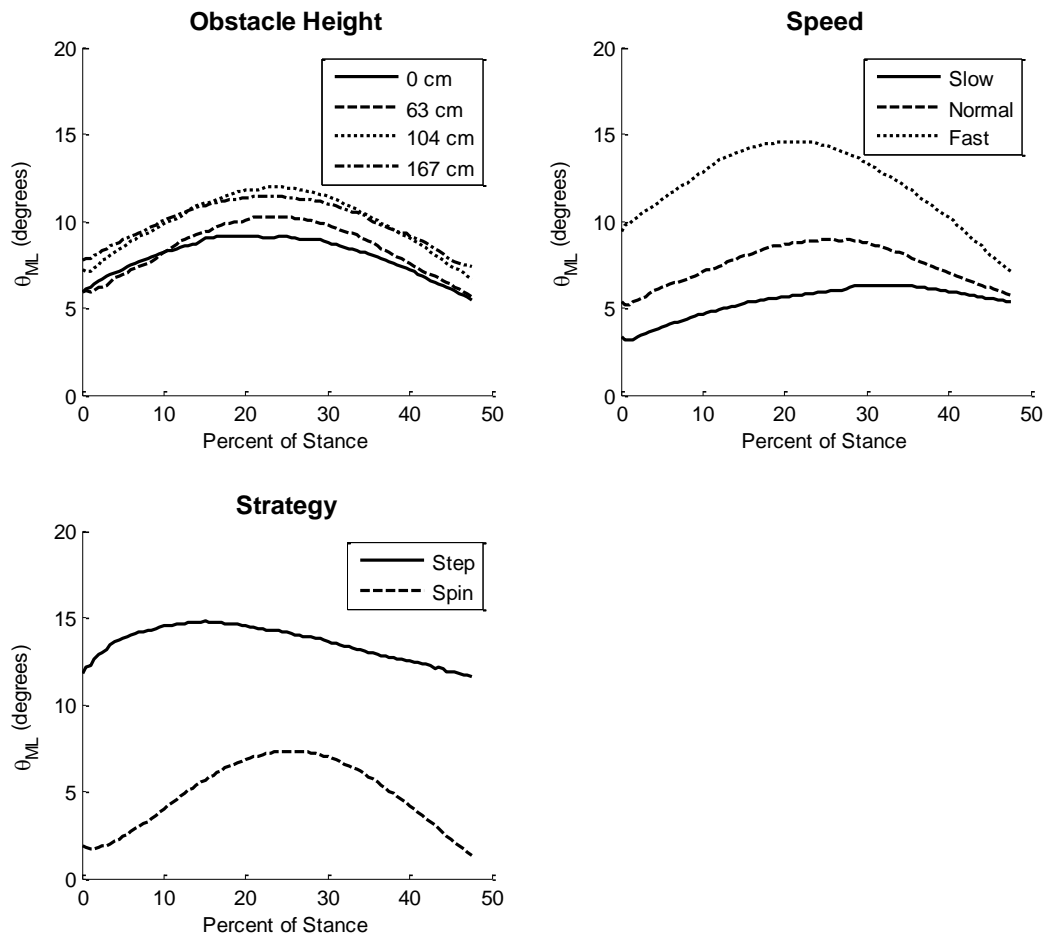 Obstacle Height
20
15
10
5
0
θML (degrees)
0 cm
63 cm
104 cm
167 cm
0 10 20 30 40 50
Percent of Stance
Speed
20
15
10
5
0
θML (degrees)
Slow
Normal
Fast
0 10 20 30 40 50
Percent of Stance
Strategy
20
15
10
5
0
θML (degrees)
Step
Spin
0 10 20 30 40 50
Percent of Stance